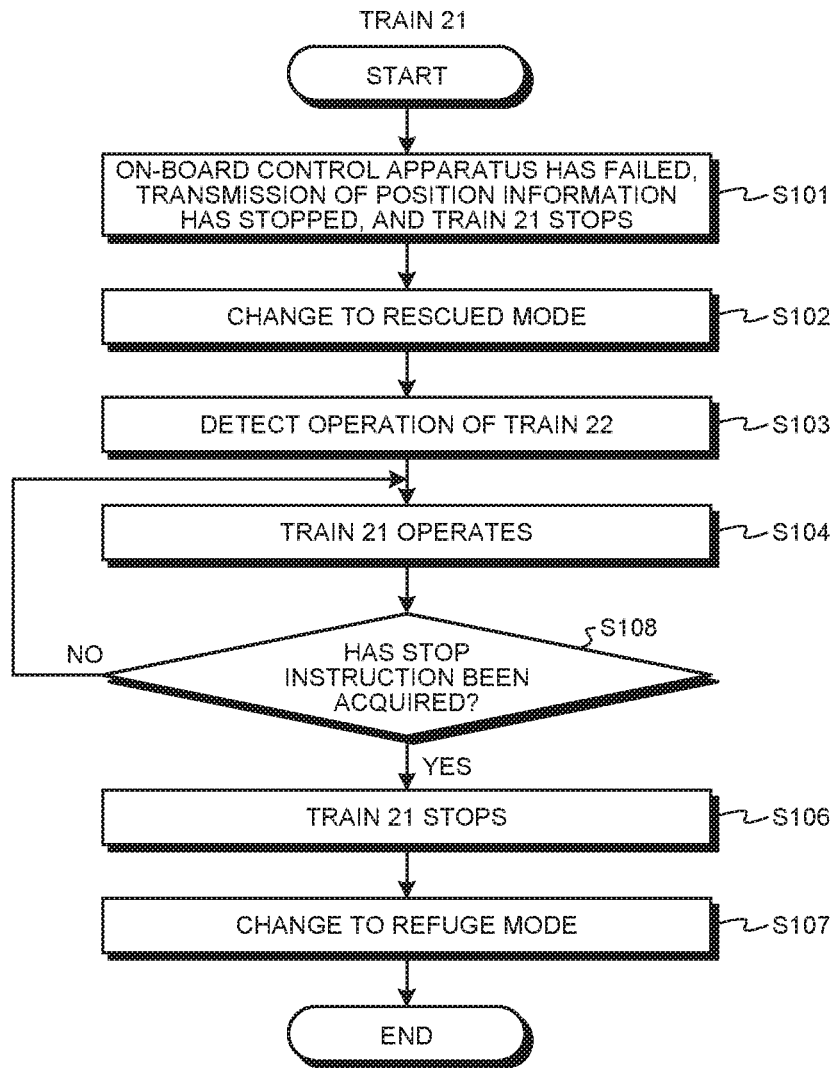 TRAIN 21
START
ON-BOARD CONTROL APPARATUS HAS FAILED,
TRANSMISSION OF POSITION INFORMATION
HAS STOPPED, AND TRAIN 21 STOPS
S101
CHANGE TO RESCUED MODE
S102
DETECT OPERATION OF TRAIN 22
S103
TRAIN 21 OPERATES
S104
S108
NO
HAS STOP
INSTRUCTION BEEN
ACQUIRED?
YES
TRAIN 21 STOPS
S106
CHANGE TO REFUGE MODE
S107
END